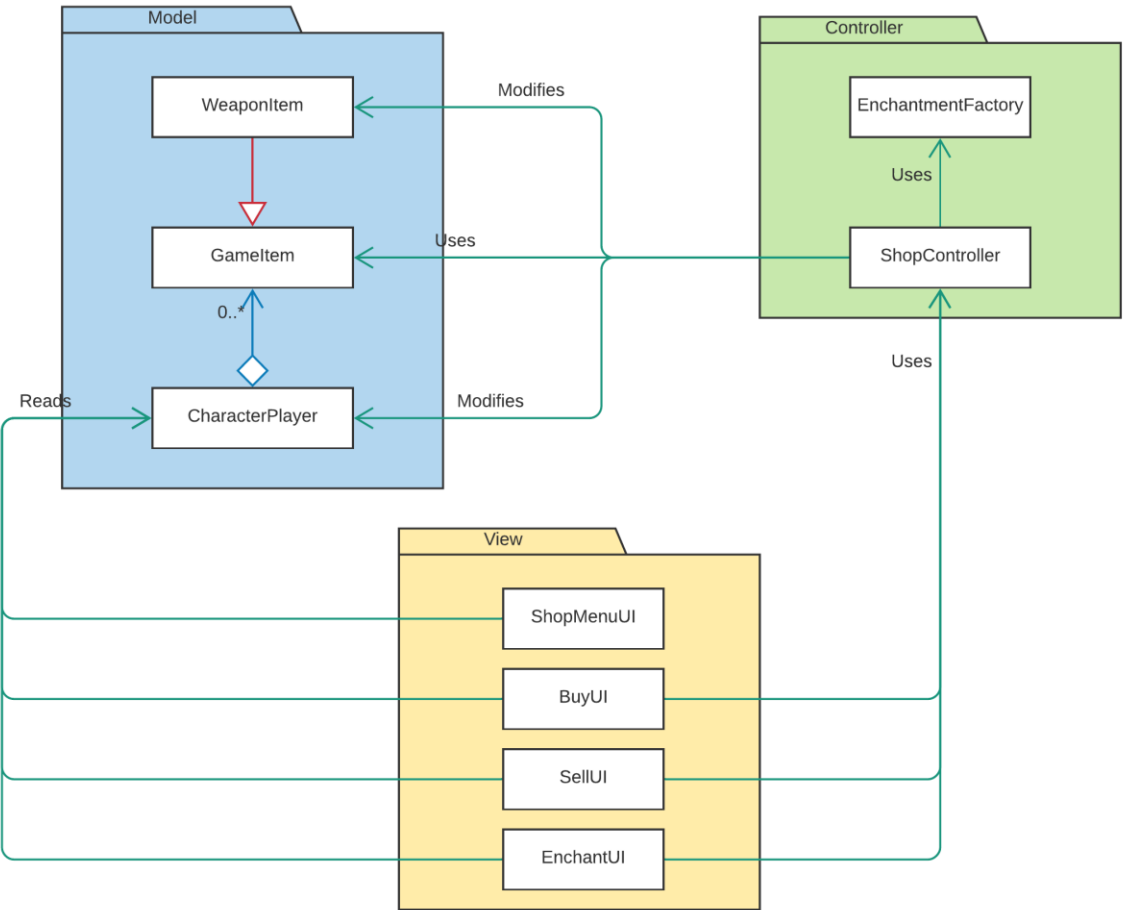 Model
Controller
WeaponItem
Modifies
EnchantmentFactory
Uses
Uses
GameItem
ShopController
0..*
Uses
Reads
CharacterPlayer
Modifies
View
ShopMenuUI
BuyUI
SellUI
EnchantUI